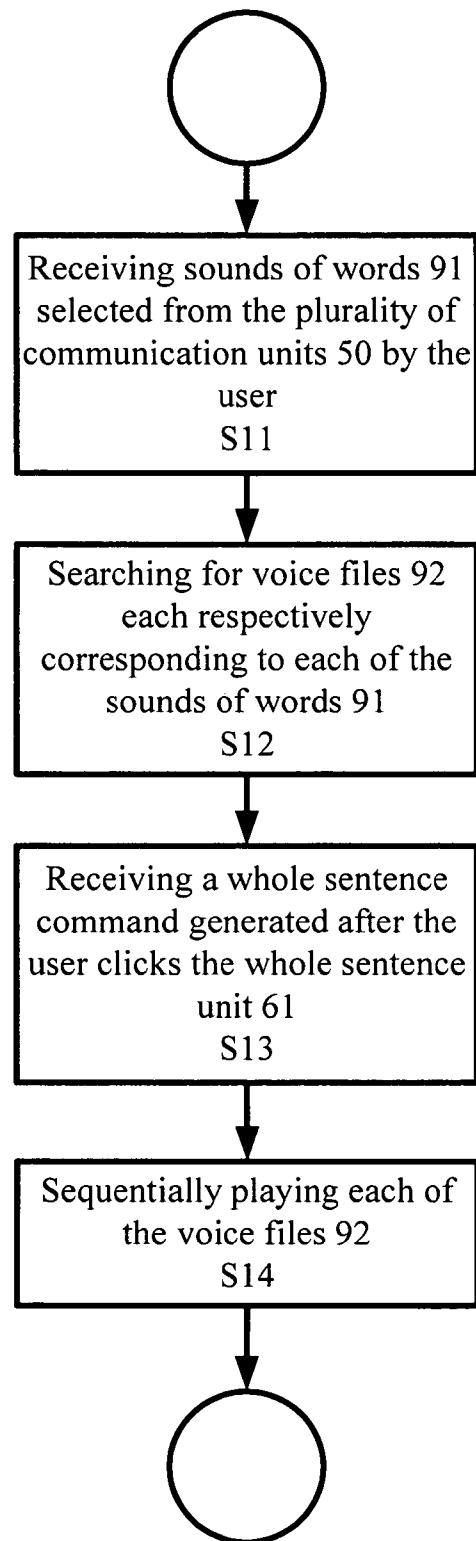 Receiving sounds of words 91
selected from the plurality of
communication units 50 by the
user
S11
Searching for voice files 92
each respectively
corresponding to each of the
sounds of words 91
S12
Receiving a whole sentence
command generated after the
user clicks the whole sentence
unit 61
S13
Sequentially playing each of
the voice files 92
S14